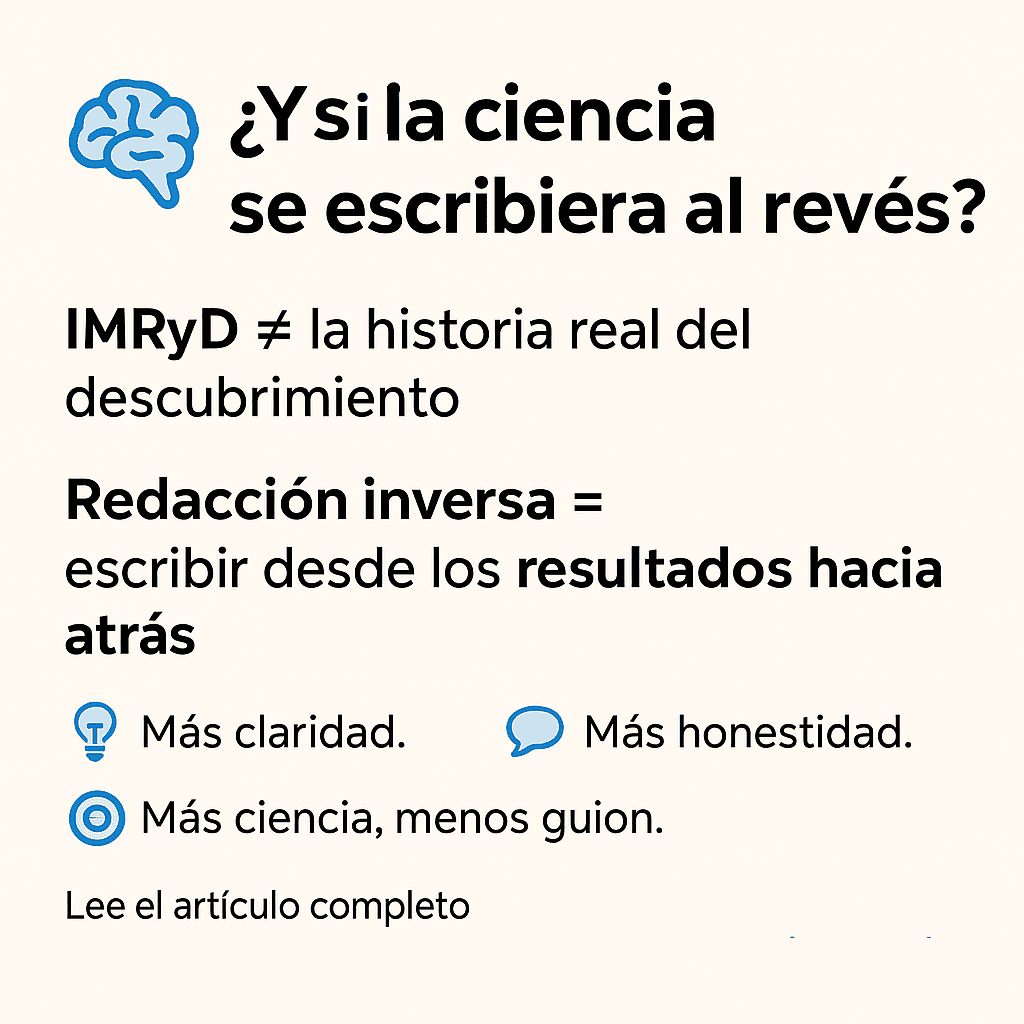 ¿Y si la ciencia
se escribiera al revés?
IMRyD ≠ la historia real del
descubrimiento
Redacción inversa =
escribir desde los resultados hacia
atrás
Más claridad.
Más honestidad.
Más ciencia, menos guion.
Lee el artículo completo